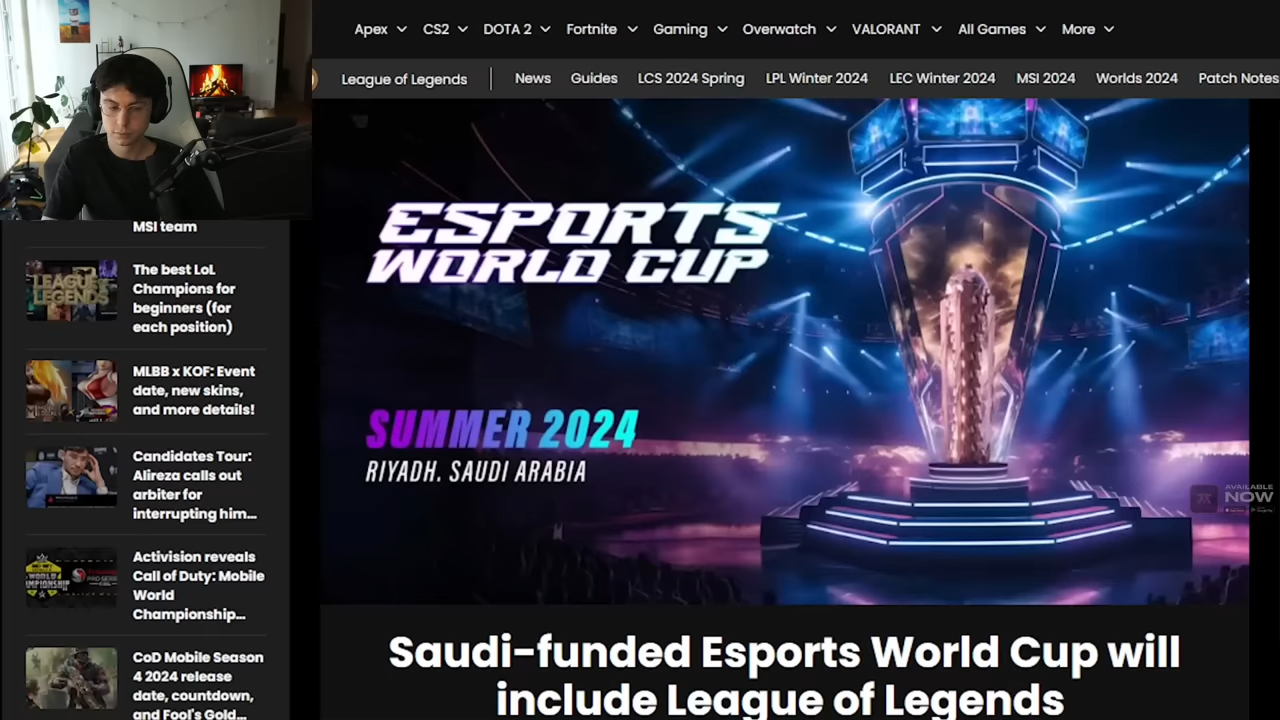 Apex CS2 DOTA 2 Fortnite Gaming Overwatch VALORANT All Games More
League of Legends News Guides LCS 2024 Spring LPL Winter 2024 LEC Winter 2024 MSI 2024 Worlds 2024 Patch Notes
MSI team
LEAGUE
LEGENDS
The best LoL
Champions for
beginners (for
each position)
MLBB x KOF: Event
date, new skins,
and more details!
Candidates Tour:
Alireza calls out
arbiter for
interrupting him...
Activision reveals
Call of Duty: Mobile
World
Championship...
CoD Mobile Season
4 2024 release
date, countdown,
and Fool's Gold...
ESPORTS
WORLD CUP
SUMMER 2024
RIYADH. SAUDI ARABIA
AVAILABLE
NOW
Saudi-funded Esports World Cup will
include League of Legends